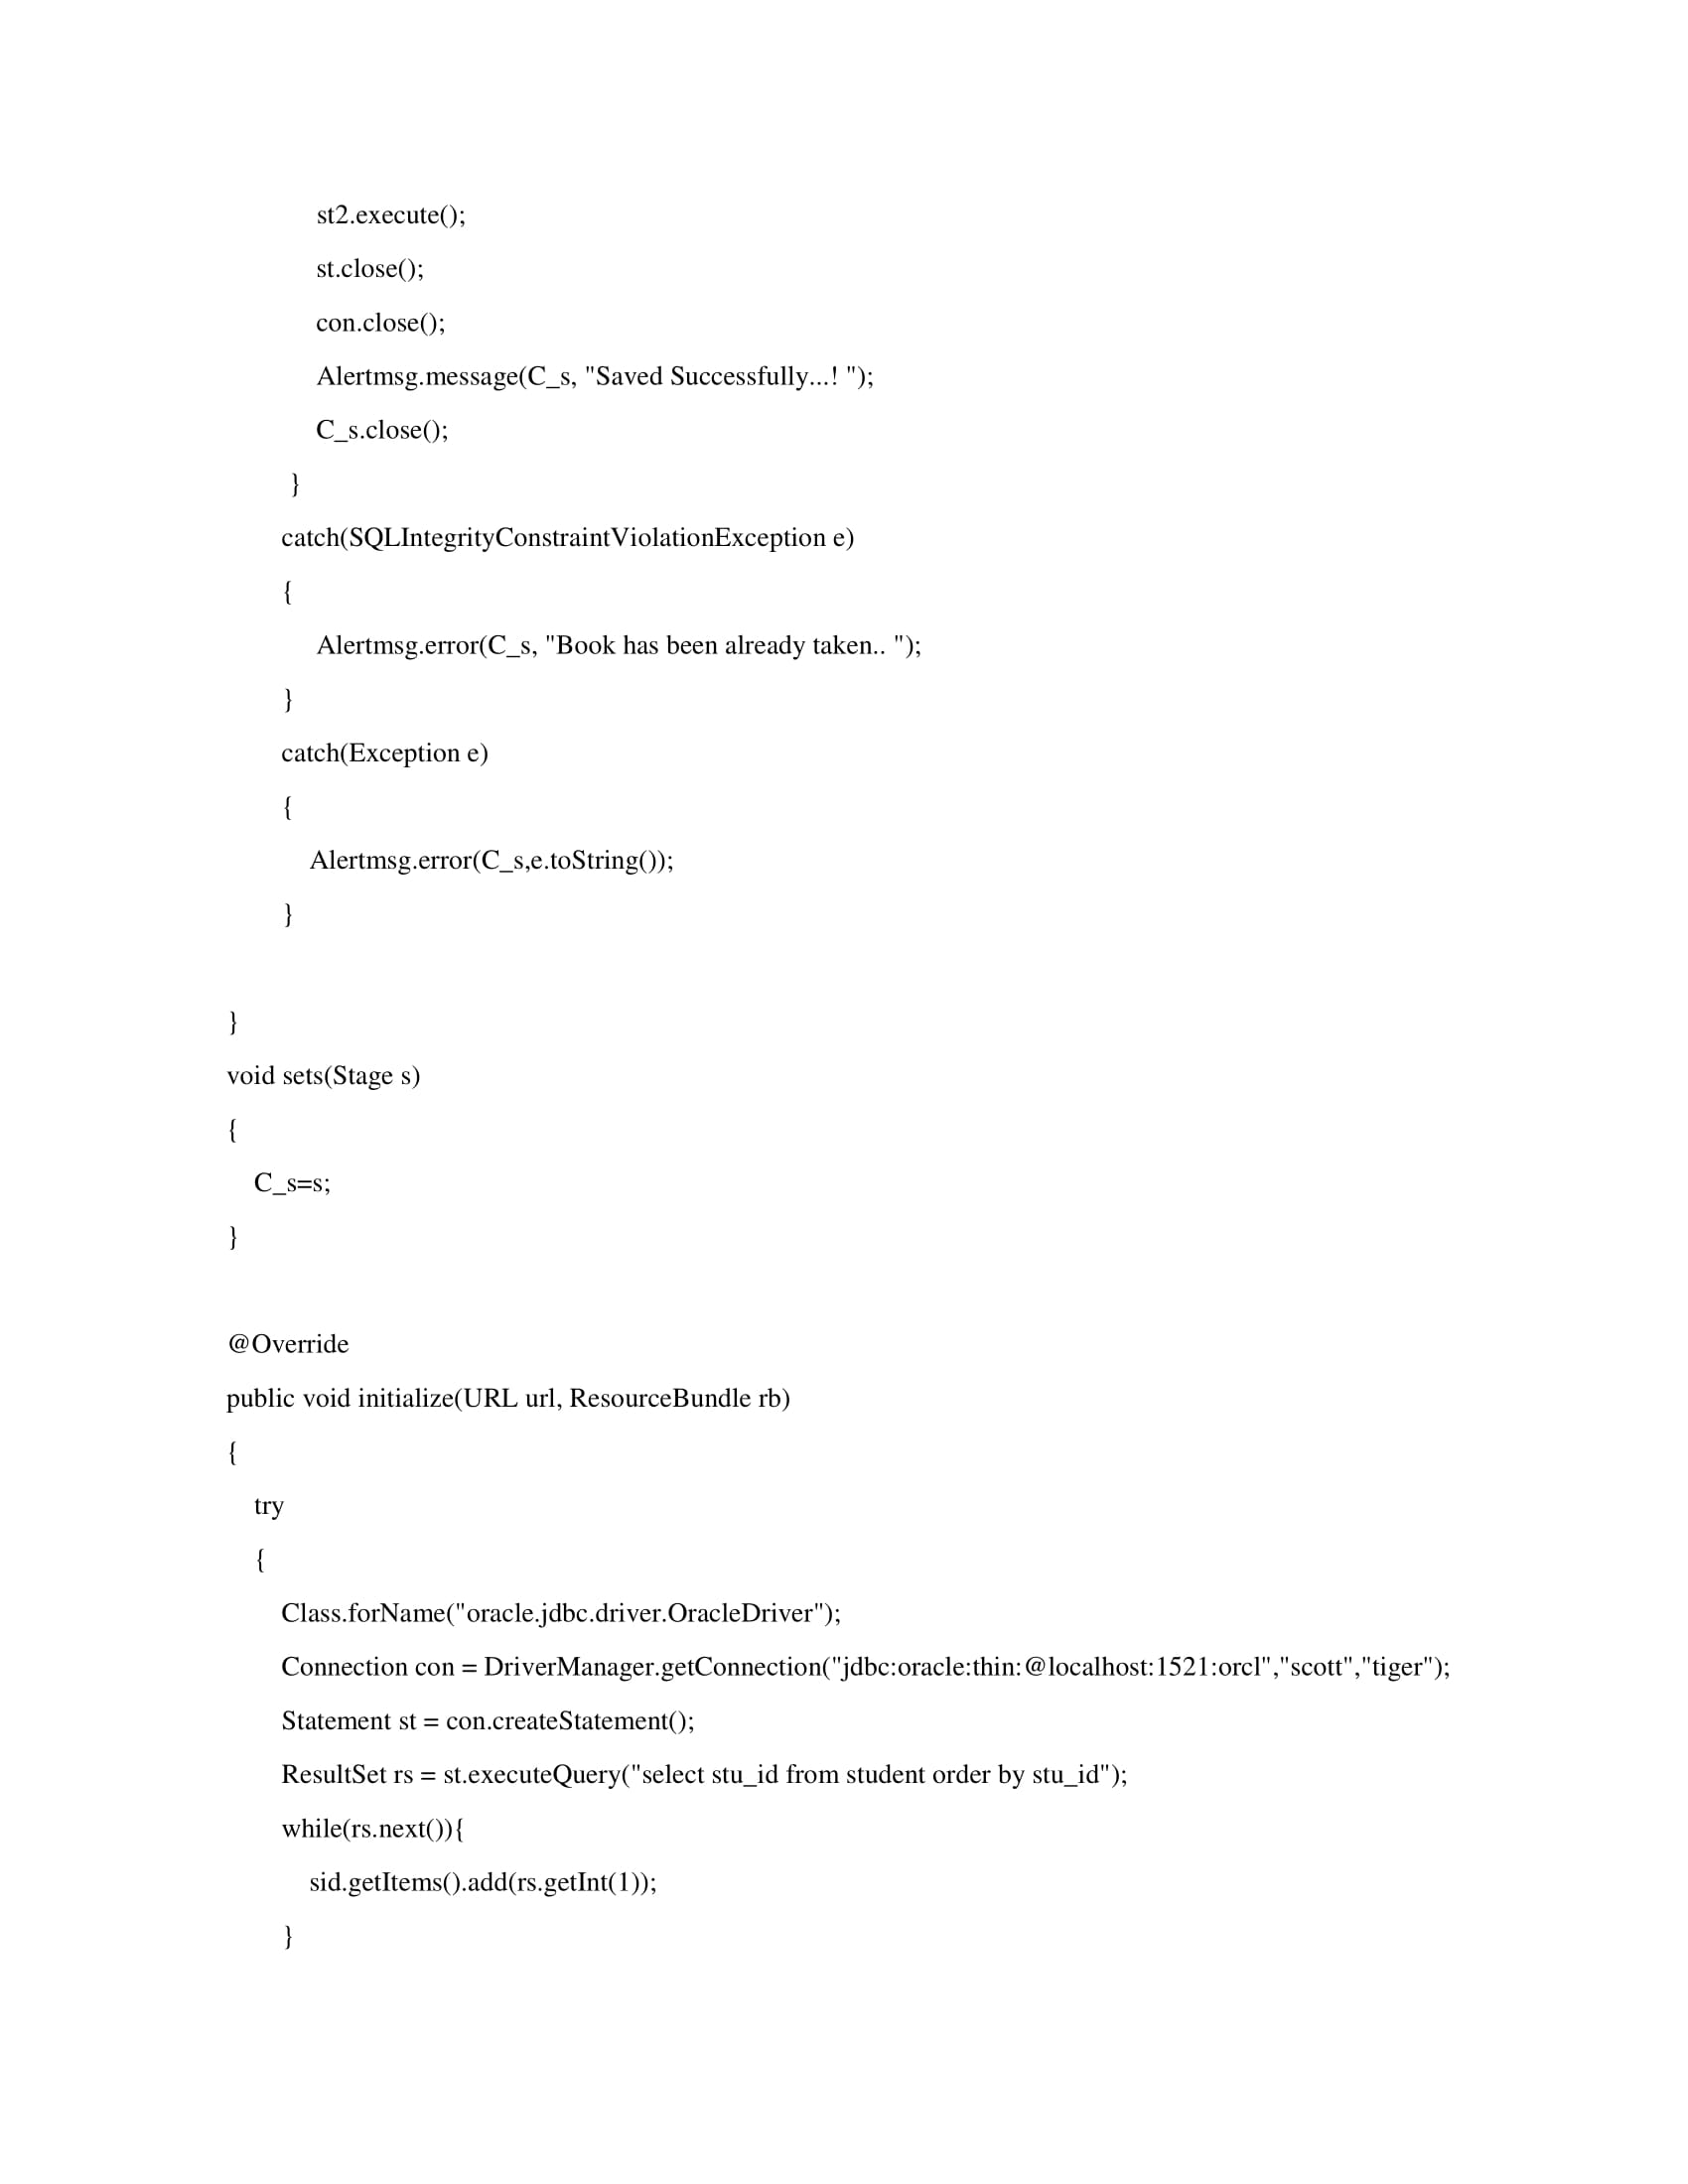 st2.execute();
st.close();
con.close();
Alertmsg.message(C_s, "Saved Successfully...! ");
C_s.close();
}
catch(SQLIntegrityConstraintViolationException e)
{
Alertmsg.error(C_s, "Book has been already taken.. ");
}
catch(Exception e)
{
Alertmsg.error(C_s,e.toString());
}
}
void sets(Stage s)
{
C_s=s;
}
@Override
public void initialize(URL url, ResourceBundle rb)
{
try
{
Class.forName("oracle.jdbc.driver.OracleDriver");
Connection con = DriverManager.getConnection("jdbc:oracle:thin:@localhost:1521:orcl","scott","tiger");
Statement st = con.createStatement();
ResultSet rs = st.executeQuery("select stu_id from student order by stu_id");
while(rs.next()){
sid.getItems().add(rs.getInt(1));
}